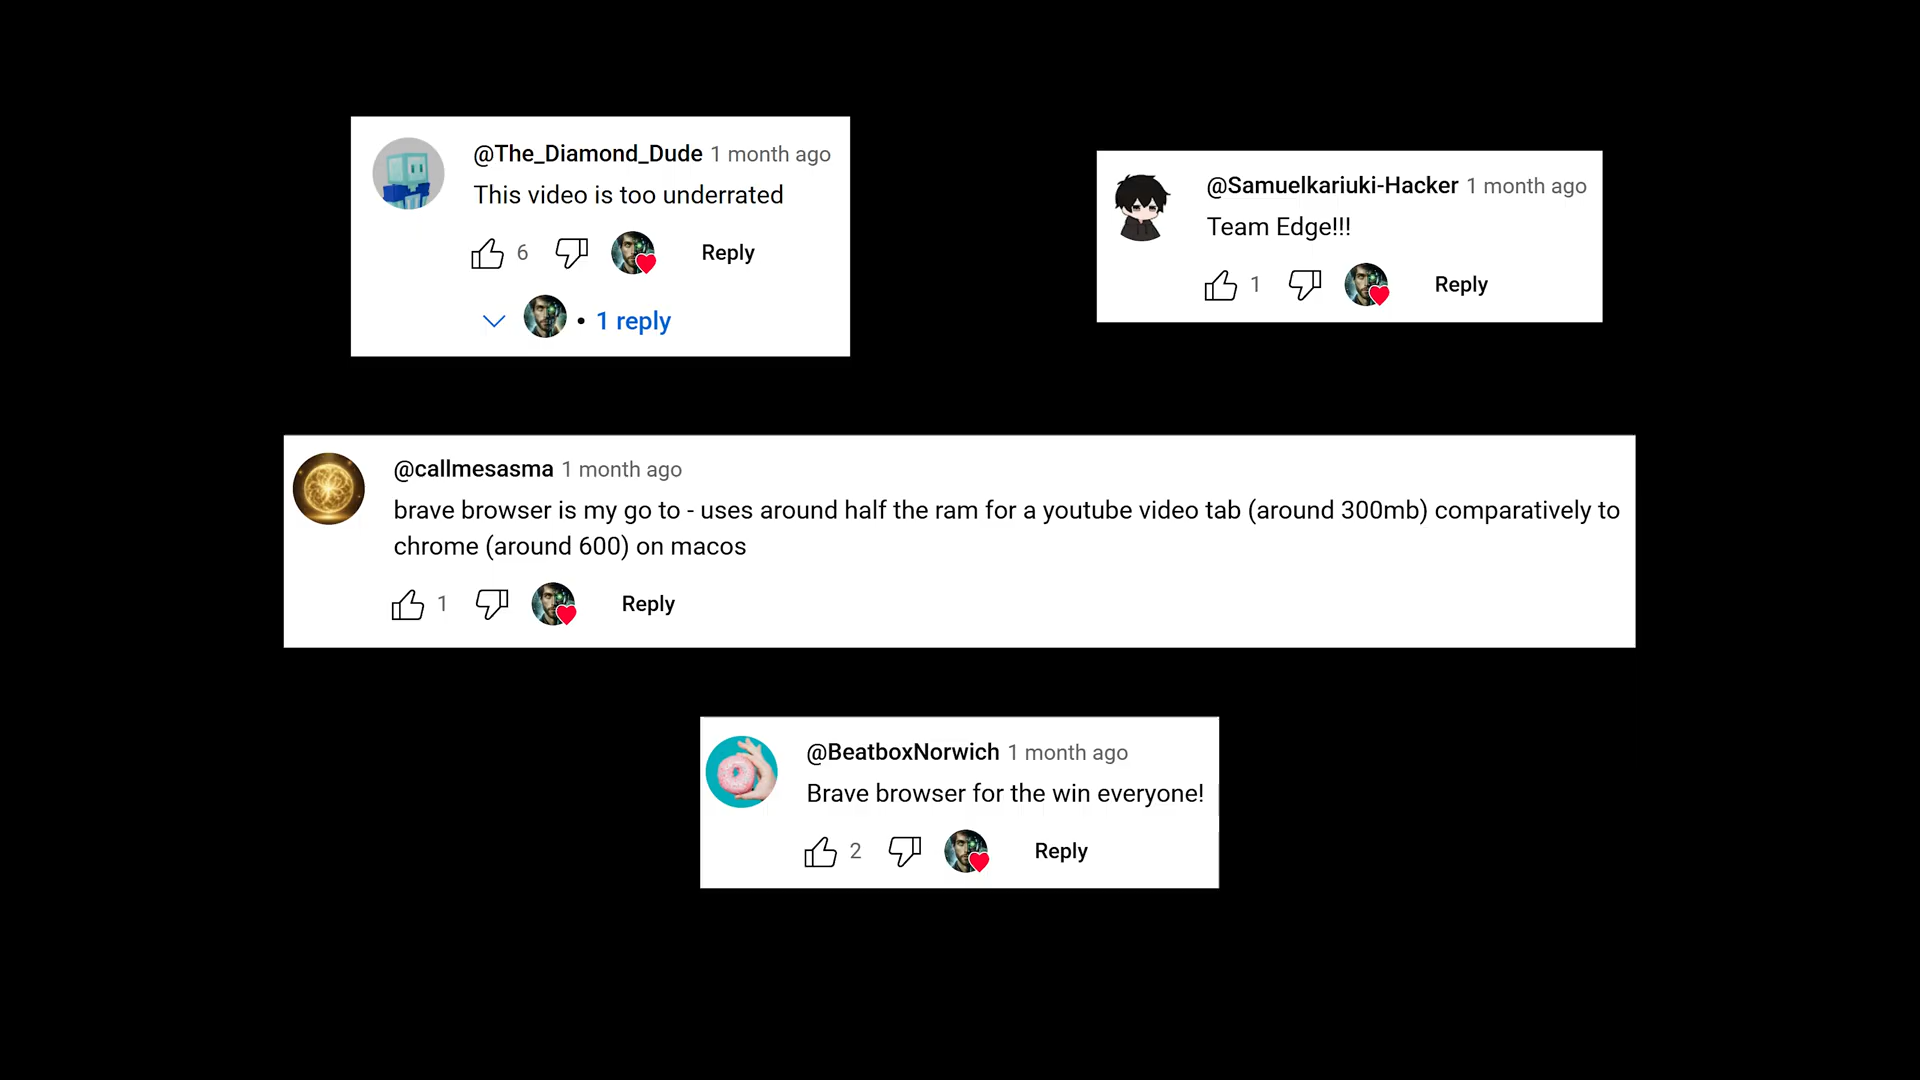 @The_Diamond_Dude 1 month ago
This video is too underrated
6 Reply
• 1 reply
@Samuelkariuki-Hacker 1 month ago
Team Edge!!!
1 Reply
@callmesasma 1 month ago
brave browser is my go to - uses around half the ram for a youtube video tab (around 300mb) comparatively to
chrome (around 600) on macos
1 Reply
@BeatboxNorwich 1 month ago
Brave browser for the win everyone!
2 Reply